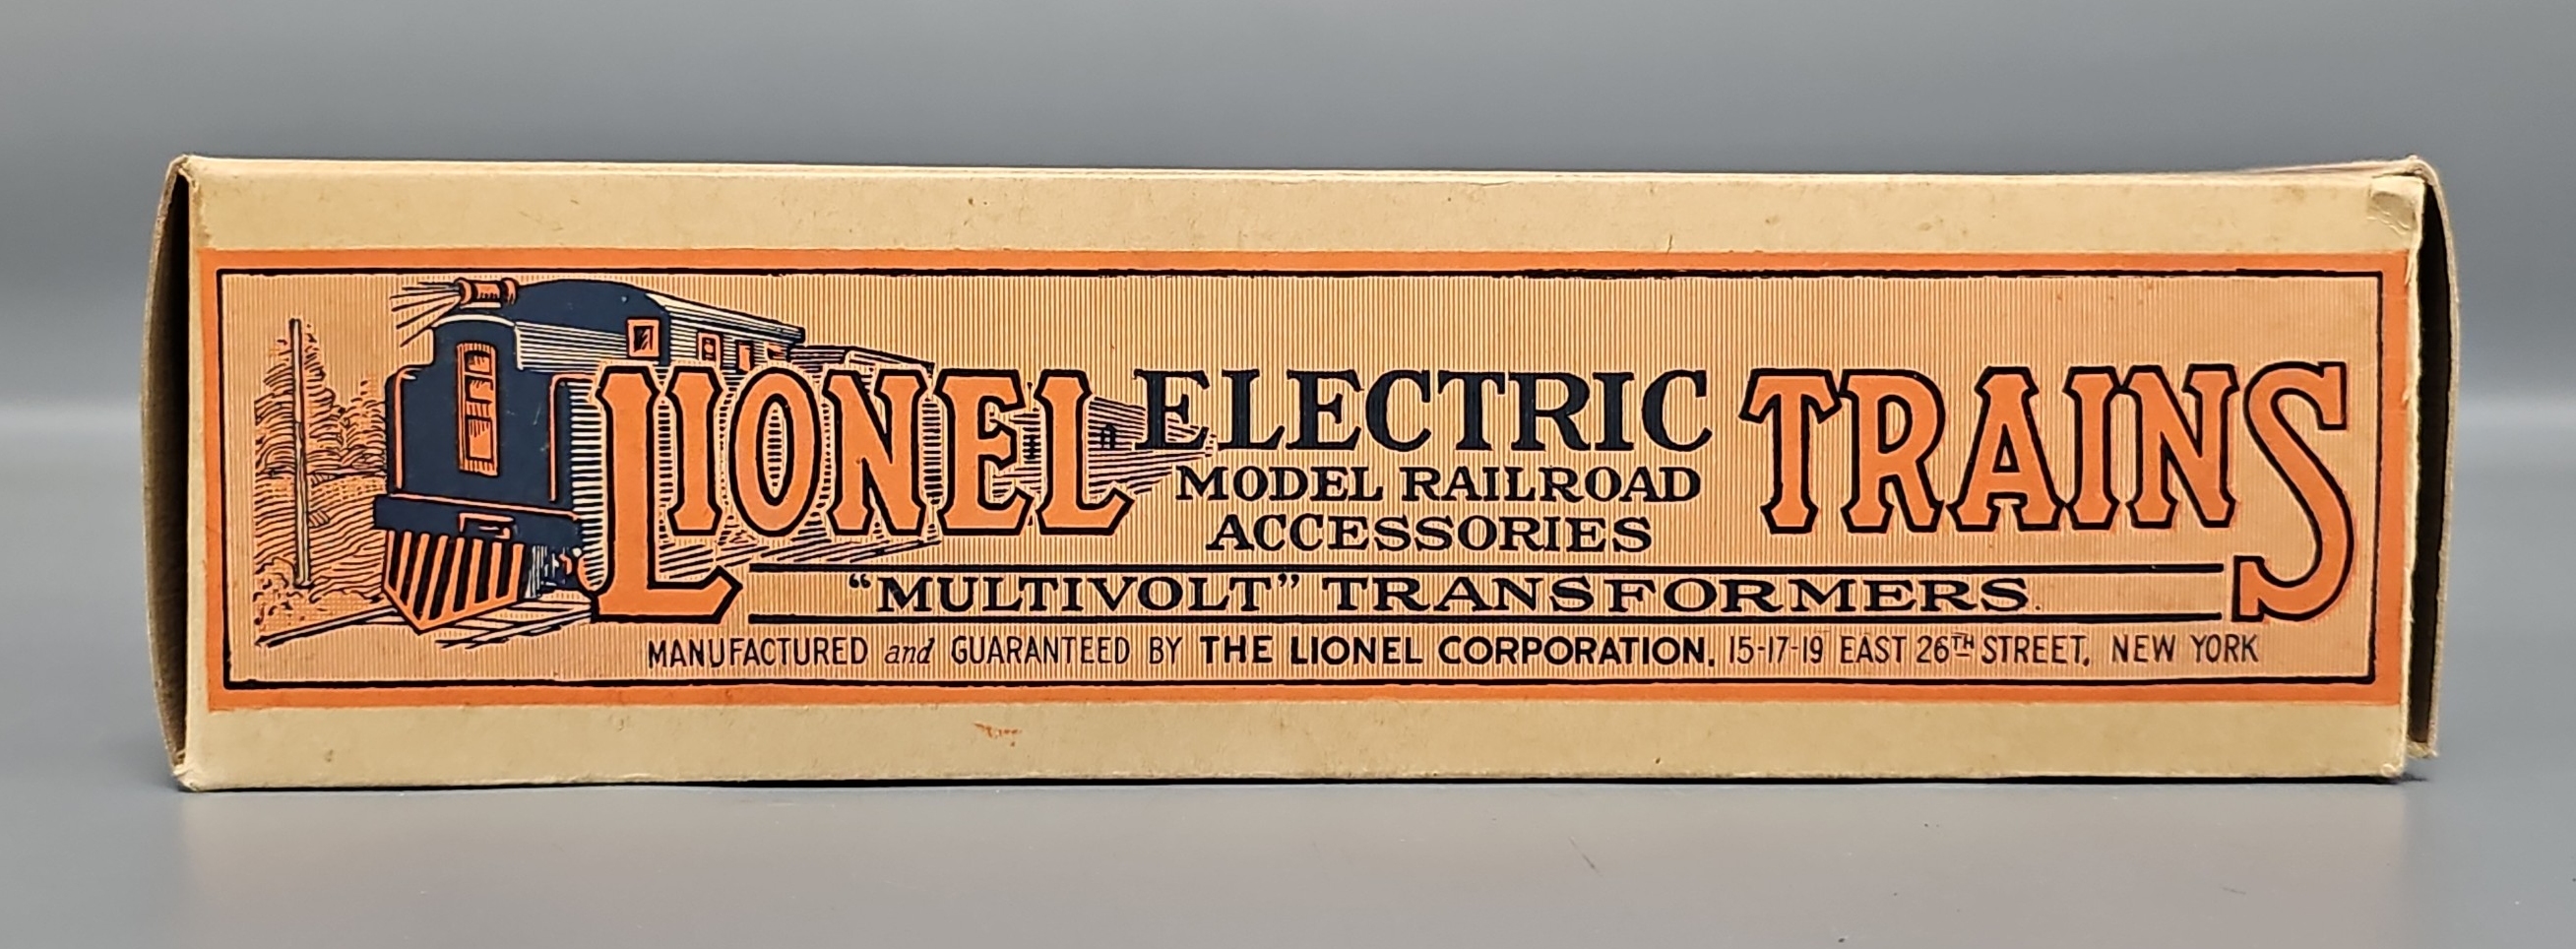 LIONEL ELECTRIC TRAINS
MODEL RAILROAD
ACCESSORIES
“MULTIVOLT” TRANSFORMERS.
MANUFACTURED and GUARANTEED BY THE LIONEL CORPORATION, 15-17-19 EAST 26TH STREET, NEW YORK